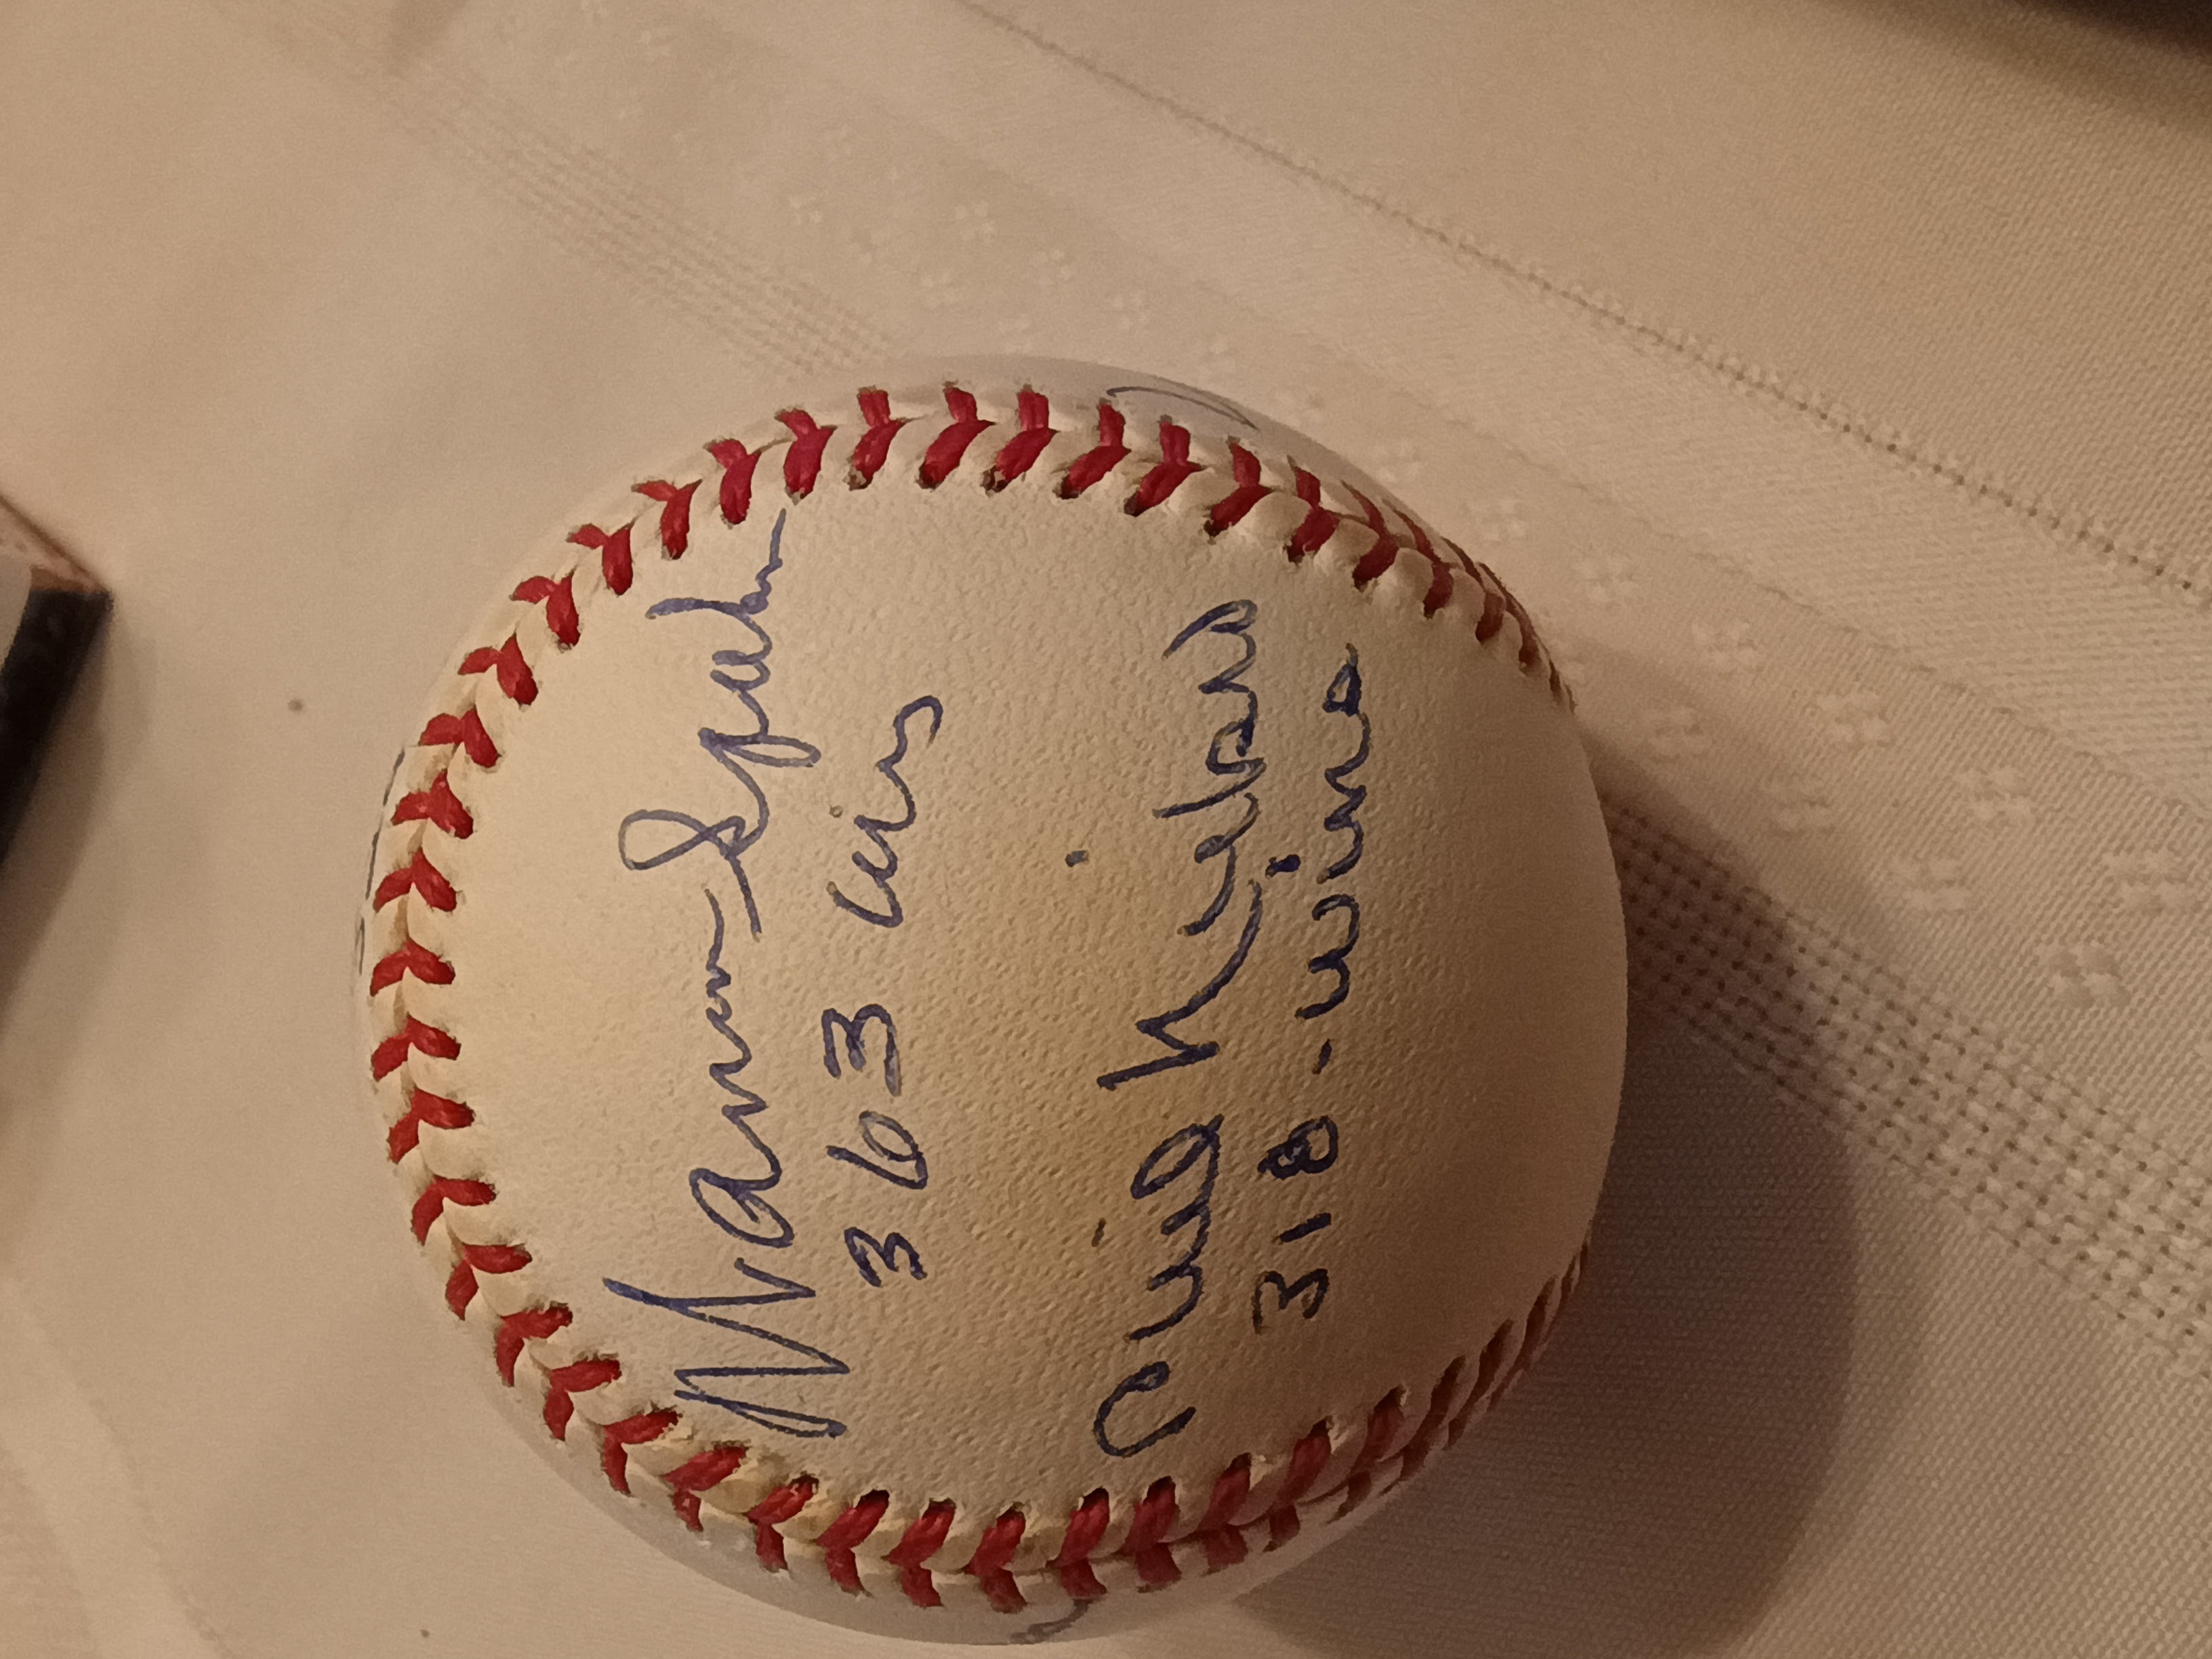 Warren Spahn
363 wins
Phil Niekro
318 - wins